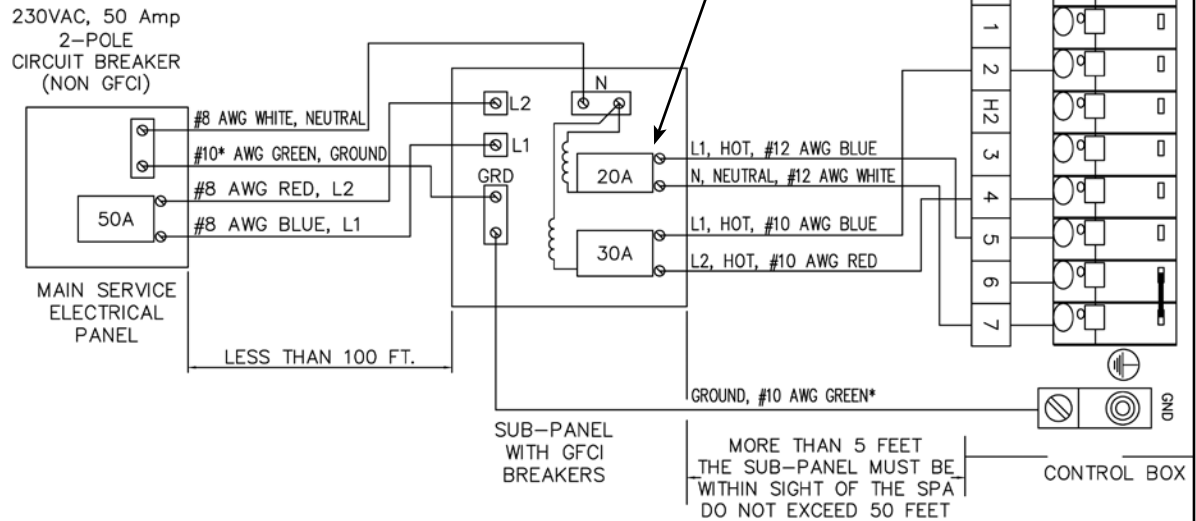 230VAC, 50 Amp
2-POLE
CIRCUIT BREAKER
(NON GFCI)
#8 AWG WHITE, NEUTRAL
#10* AWG GREEN, GROUND
#8 AWG RED, L2
50A
#8 AWG BLUE, L1
MAIN SERVICE
ELECTRICAL
PANEL
LESS THAN 100 FT.
N
L2
L1
GRD
20A
30A
L1, HOT, #12 AWG BLUE
N, NEUTRAL, #12 AWG WHITE
L1, HOT, #10 AWG BLUE
L2, HOT, #10 AWG RED
GROUND, #10 AWG GREEN*
SUB-PANEL
WITH GFCI
BREAKERS
MORE THAN 5 FEET
THE SUB-PANEL MUST BE
WITHIN SIGHT OF THE SPA
DO NOT EXCEED 50 FEET
1
2
H2
3
4
5
6
7
GND
CONTROL BOX